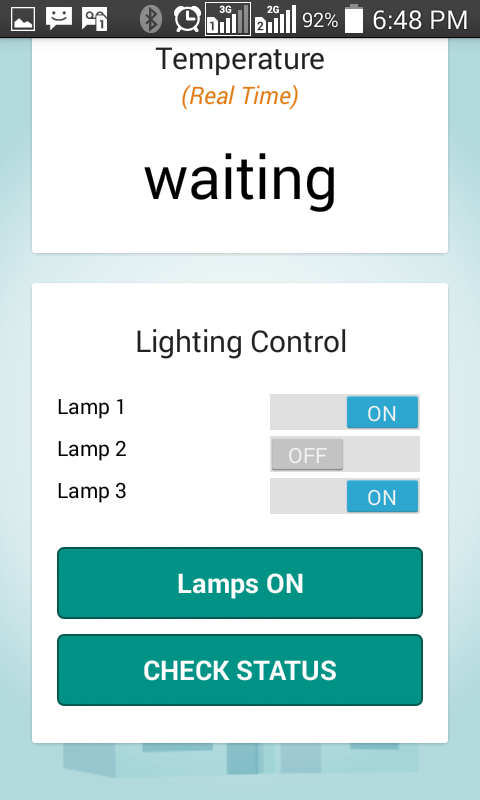 1 3G 2 2G 92% 6:48 PM
Temperature
(Real Time)
waiting
Lighting Control
Lamp 1 ON
Lamp 2 OFF
Lamp 3 ON
Lamps ON
CHECK STATUS